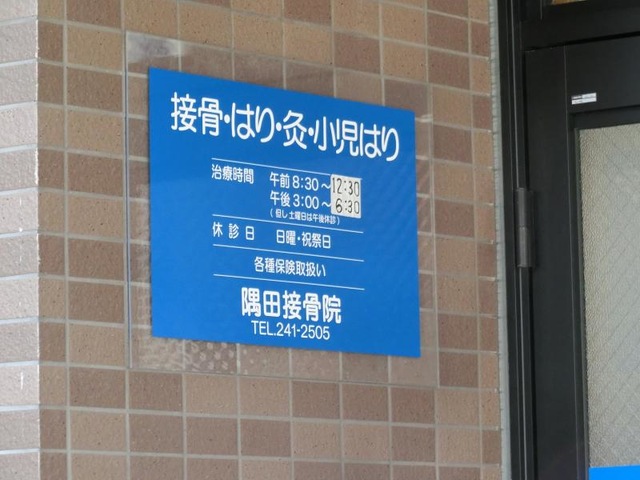 接骨・はり・灸・小児はり
治療時間 午前8:30～12:30
午後3:00～6:30
(但し土曜日は午後休診)
休診日 日曜・祝祭日
各種保険取扱い
隅田接骨院
TEL.241-2505